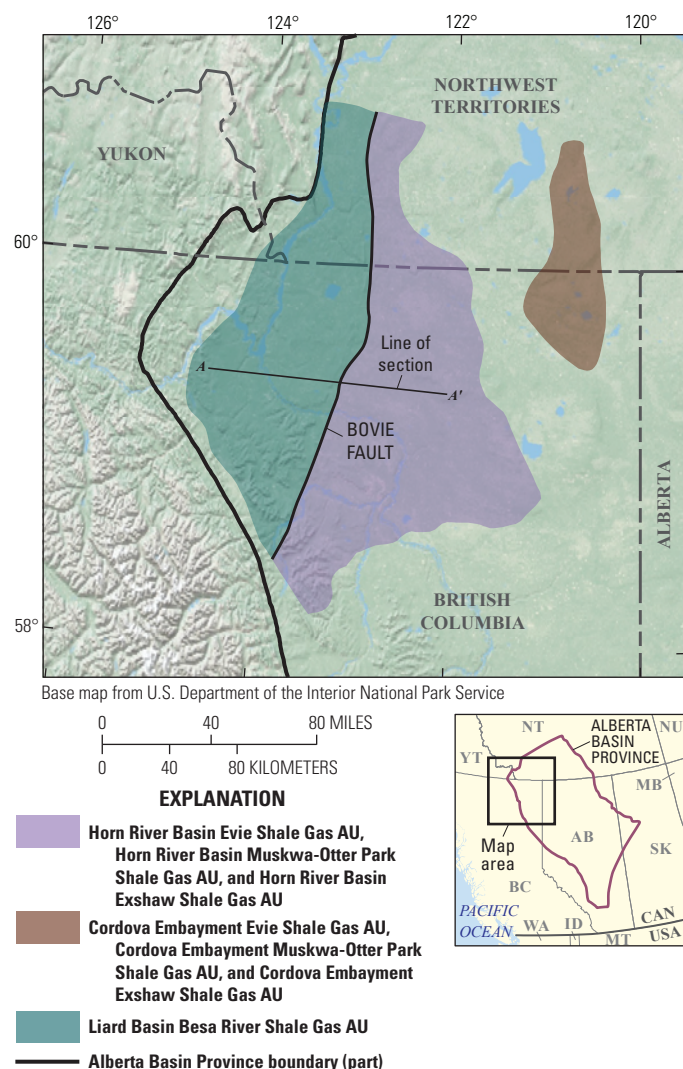 126°
124°
122°
120°
NORTHWEST
TERRITORIES
YUKON
60°
Line of
section
A
A'
BOVIE
FAULT
ALBERTA
BRITISH
COLUMBIA
58°
Base map from U.S. Department of the Interior National Park Service
0 40 80 MILES
0 40 80 KILOMETERS
EXPLANATION
Horn River Basin Evie Shale Gas AU,
Horn River Basin Muskwa-Otter Park
Shale Gas AU, and Horn River Basin
Exshaw Shale Gas AU
Cordova Embayment Evie Shale Gas AU,
Cordova Embayment Muskwa-Otter Park
Shale Gas AU, and Cordova Embayment
Exshaw Shale Gas AU
Liard Basin Besa River Shale Gas AU
Alberta Basin Province boundary (part)
NT
ALBERTA
BASIN
PROVINCE
NU
YT
MB
Map
area
AB
SK
BC
PACIFIC
OCEAN
WA
ID
MT
CAN
USA